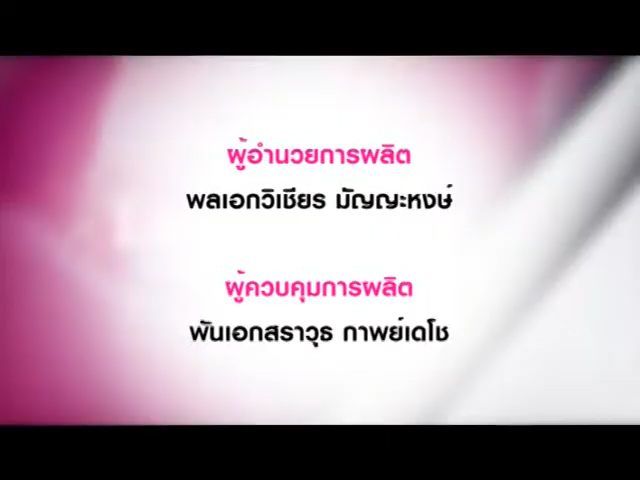 ผู้อำนวยการผลิต
พลเอกวิเชียร มัญญะหงษ์
ผู้ควบคุมการผลิต
พันเอกสราวุธ กาพย์เดโช